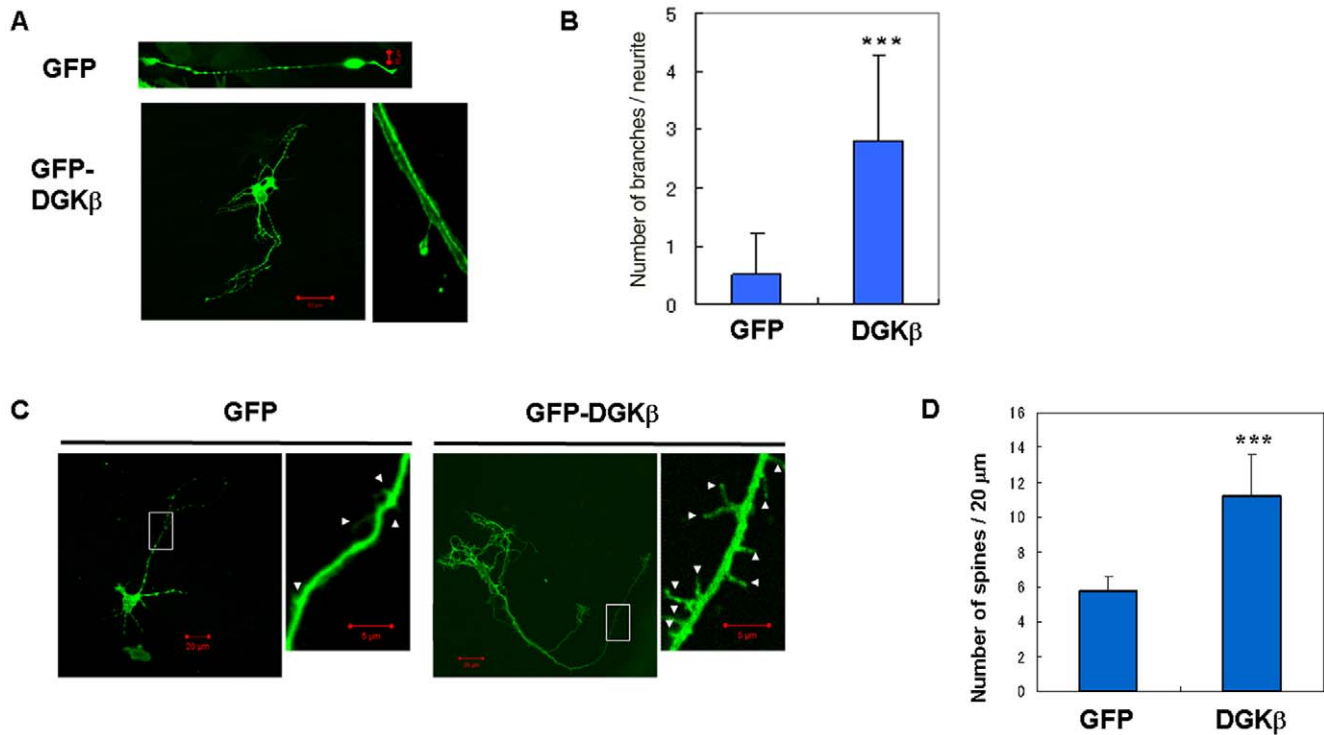 A
GFP
GFP-
DGKβ
B
Number of branches / neurite
5
4
3
2
1
0
***
GFP
DGKβ
C
GFP
GFP-DGKβ
20 μm
5 μm
5 μm
D
Number of spines / 20 μm
16
14
12
10
8
6
4
2
0
***
GFP
DGKβ